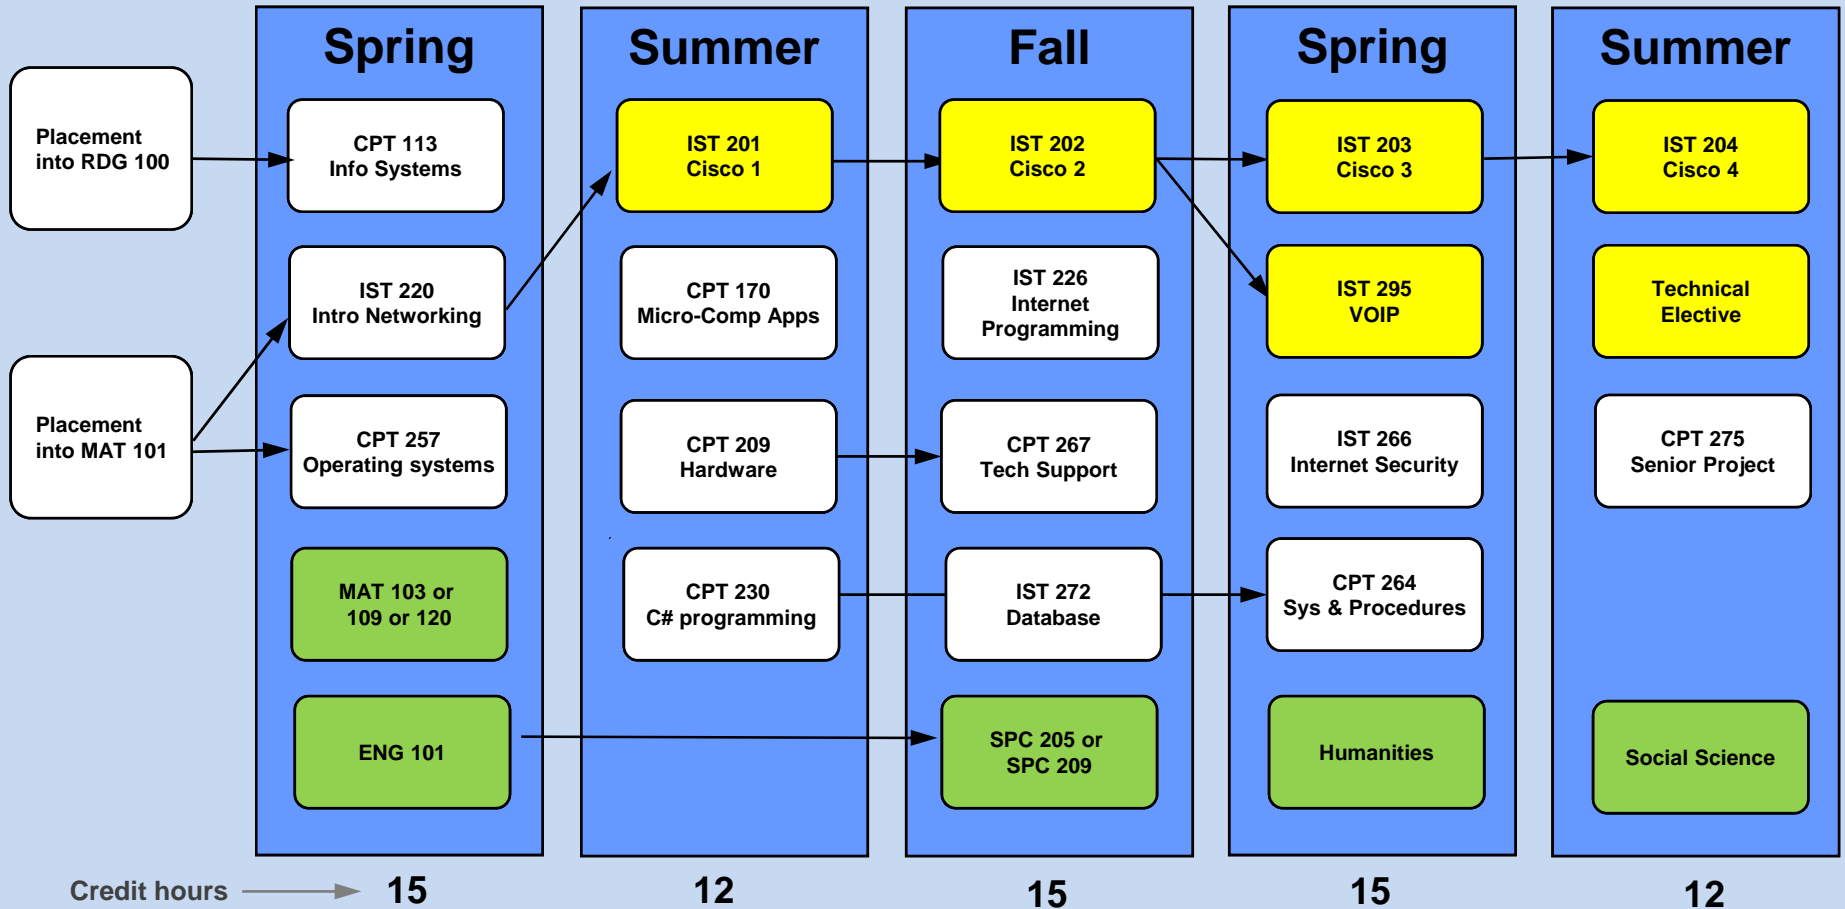 Spring
Summer
Fall
Spring
Summer
Placement
into RDG 100
CPT 113
Info Systems
IST 201
Cisco 1
IST 202
Cisco 2
IST 203
Cisco 3
IST 204
Cisco 4
IST 220
Intro Networking
CPT 170
Micro-Comp Apps
IST 226
Internet
Programming
IST 295
VOIP
Technical
Elective
Placement
into MAT 101
CPT 257
Operating systems
CPT 209
Hardware
CPT 267
Tech Support
IST 266
Internet Security
CPT 275
Senior Project
MAT 103 or
109 or 120
CPT 230
C# programming
IST 272
Database
CPT 264
Sys & Procedures
ENG 101
SPC 205 or
SPC 209
Humanities
Social Science
Credit hours
15
12
15
15
12